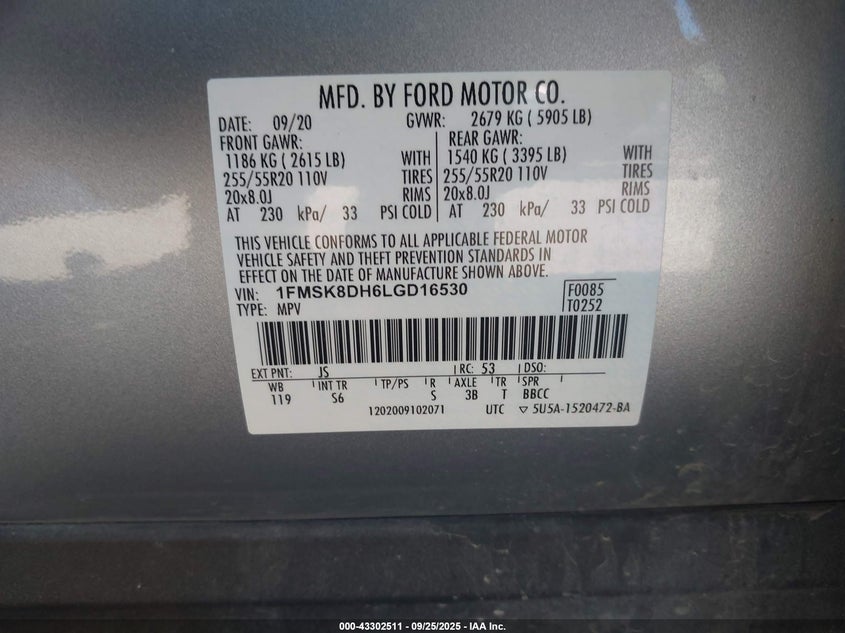 MFD. BY FORD MOTOR CO.
DATE: 09/20 GVWR: 2679 KG ( 5905 LB)
FRONT GAWR: REAR GAWR:
1186 KG ( 2615 LB) WITH 1540 KG ( 3395 LB) WITH
255/55R20 110V TIRES 255/55R20 110V TIRES
20x8.0J RIMS 20x8.0J RIMS
AT 230 kPa/ 33 PSI COLD AT 230 kPa/ 33 PSI COLD
THIS VEHICLE CONFORMS TO ALL APPLICABLE FEDERAL MOTOR
VEHICLE SAFETY AND THEFT PREVENTION STANDARDS IN
EFFECT ON THE DATE OF MANUFACTURE SHOWN ABOVE.
VIN: 1FMSK8DH6LGD16530 F0085
TYPE: MPV T0252
EXT PNT: JS RC: 53 DSO:
WB INT TR TP/PS R AXLE TR SPR
119 S6 S 3B T BBCC
1202009102071 UTC ▽ 5U5A-1520472-BA
000-43302511 - 09/25/2025 - IAA Inc.